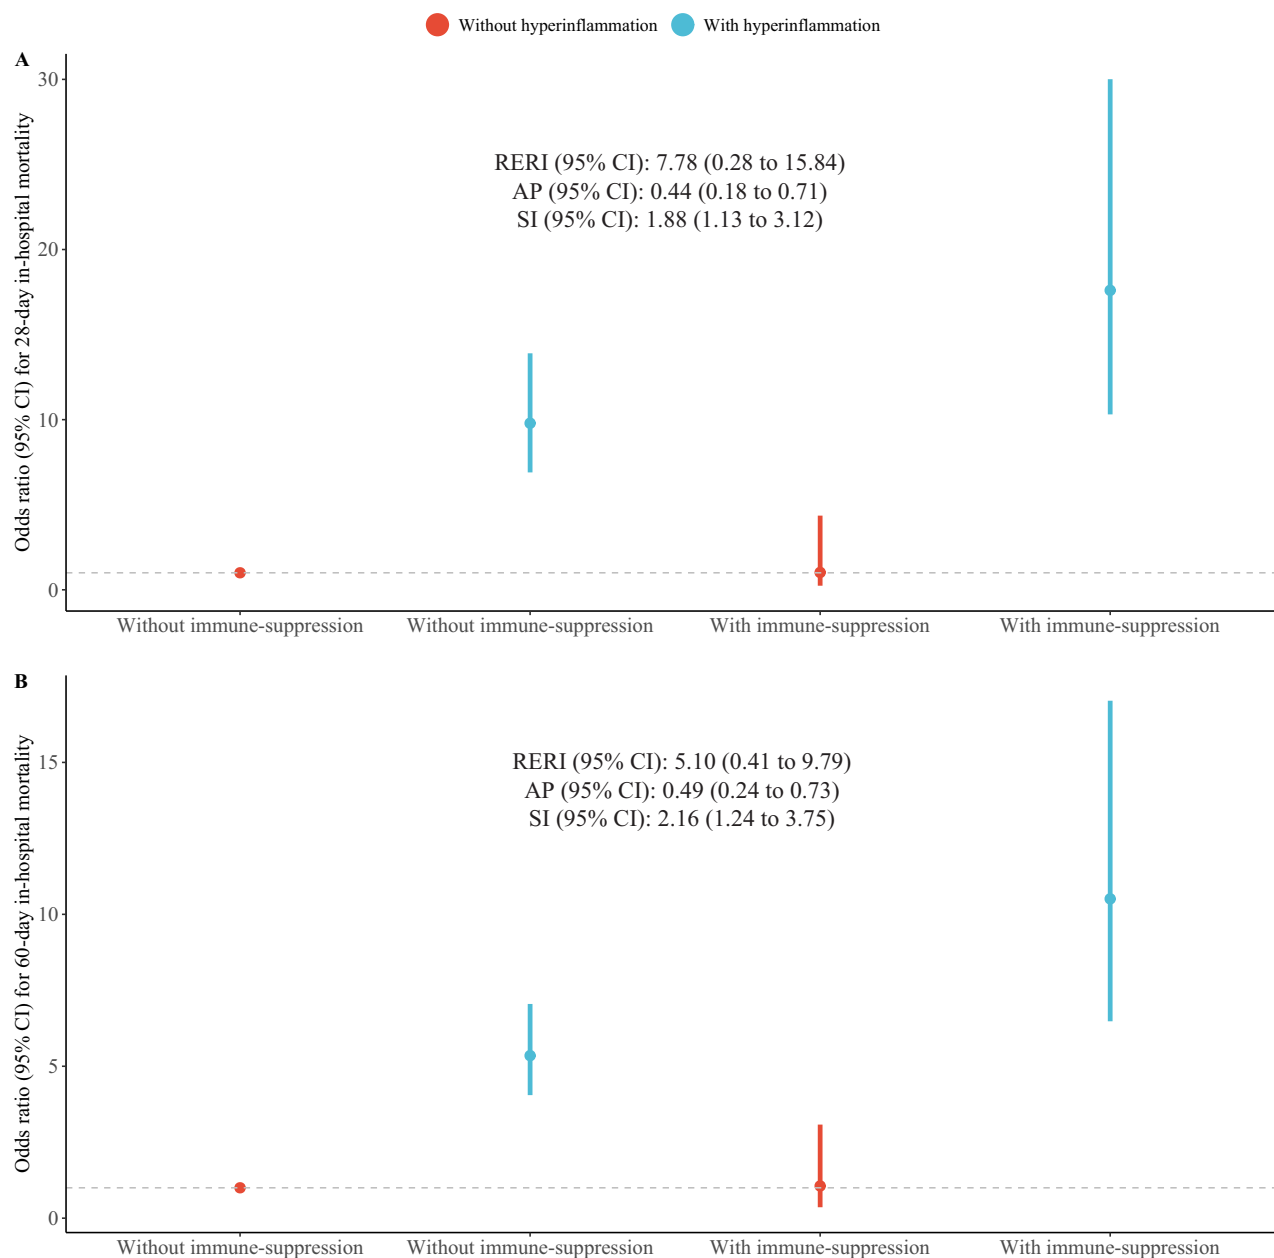 Without hyperinflammation With hyperinflammation
A
Odds ratio (95% CI) for 28-day in-hospital mortality
30
20
10
0
RERI (95% CI): 7.78 (0.28 to 15.84)
AP (95% CI): 0.44 (0.18 to 0.71)
SI (95% CI): 1.88 (1.13 to 3.12)
Without immune-suppression Without immune-suppression With immune-suppression With immune-suppression
B
Odds ratio (95% CI) for 60-day in-hospital mortality
15
10
5
0
RERI (95% CI): 5.10 (0.41 to 9.79)
AP (95% CI): 0.49 (0.24 to 0.73)
SI (95% CI): 2.16 (1.24 to 3.75)
Without immune-suppression Without immune-suppression With immune-suppression With immune-suppression